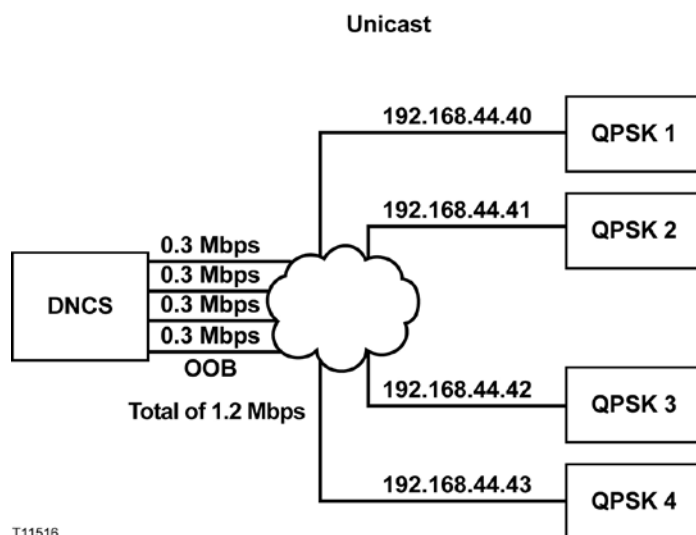 Unicast
192.168.44.40
QPSK 1
192.168.44.41
QPSK 2
0.3 Mbps
0.3 Mbps
0.3 Mbps
0.3 Mbps
DNCS
OOB
Total of 1.2 Mbps
192.168.44.42
QPSK 3
192.168.44.43
QPSK 4
T11516